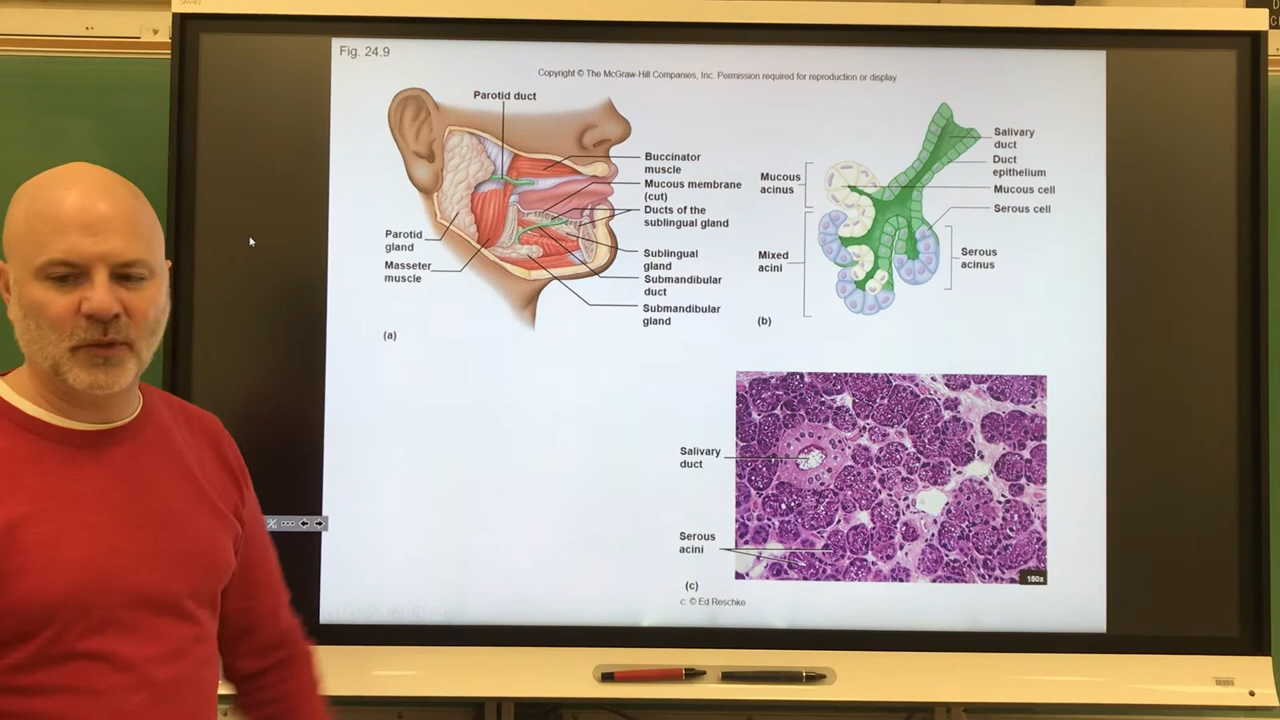 Fig. 24.9
Copyright © The McGraw-Hill Companies, Inc. Permission required for reproduction or display.
Parotid duct
Buccinator
muscle
Mucous membrane
(cut)
Ducts of the
sublingual gland
Parotid
gland
Masseter
muscle
Sublingual
gland
Submandibular
duct
Submandibular
gland
(a)
Salivary
duct
Duct
epithelium
Mucous
acinus
Mucous cell
Serous cell
Mixed
acini
Serous
acinus
(b)
Salivary
duct
Serous
acini
160x
(c)
c: © Ed Reschke